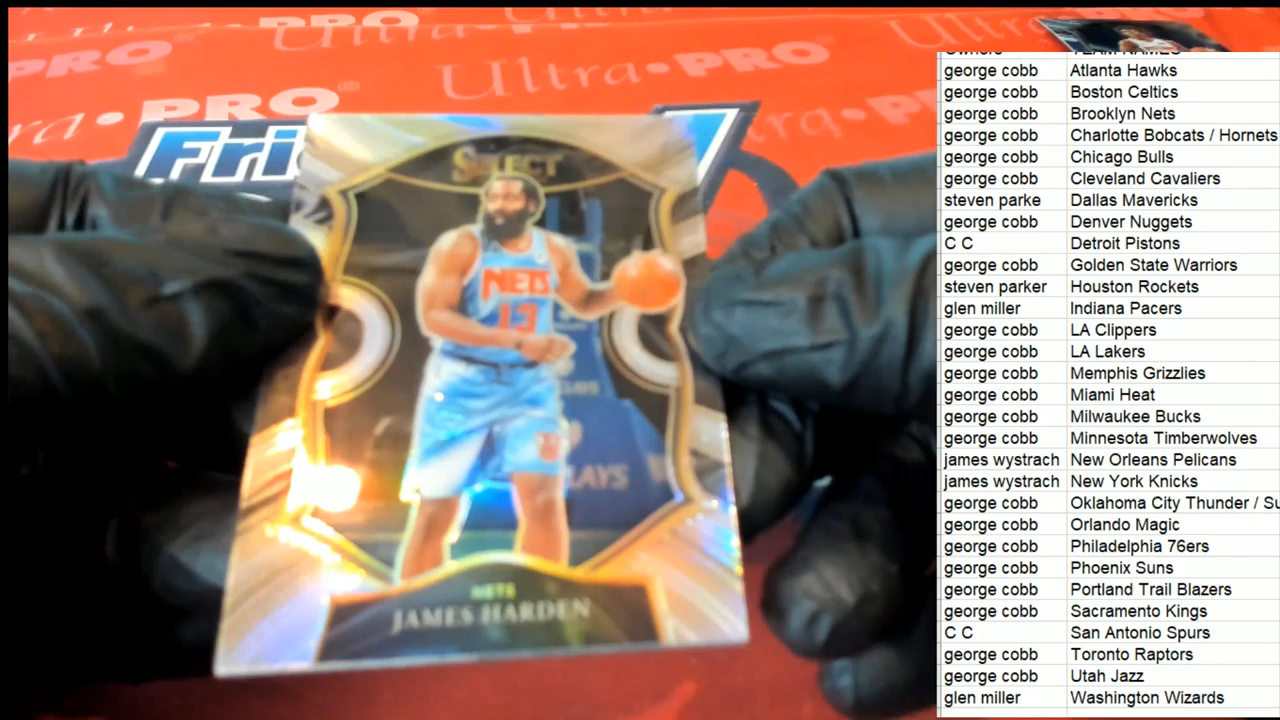 Ultra•PRO
PRO
Ultra•PRO
ra•PRO
Fri
SELECT
NETS
13
NETS
JAMES HARDEN
george cobb Atlanta Hawks
george cobb Boston Celtics
george cobb Brooklyn Nets
george cobb Charlotte Bobcats / Hornets
george cobb Chicago Bulls
george cobb Cleveland Cavaliers
steven parke Dallas Mavericks
george cobb Denver Nuggets
C C Detroit Pistons
george cobb Golden State Warriors
steven parker Houston Rockets
glen miller Indiana Pacers
george cobb LA Clippers
george cobb LA Lakers
george cobb Memphis Grizzlies
george cobb Miami Heat
george cobb Milwaukee Bucks
george cobb Minnesota Timberwolves
james wystrach New Orleans Pelicans
james wystrach New York Knicks
george cobb Oklahoma City Thunder / Su
george cobb Orlando Magic
george cobb Philadelphia 76ers
george cobb Phoenix Suns
george cobb Portland Trail Blazers
george cobb Sacramento Kings
C C San Antonio Spurs
george cobb Toronto Raptors
george cobb Utah Jazz
glen miller Washington Wizards